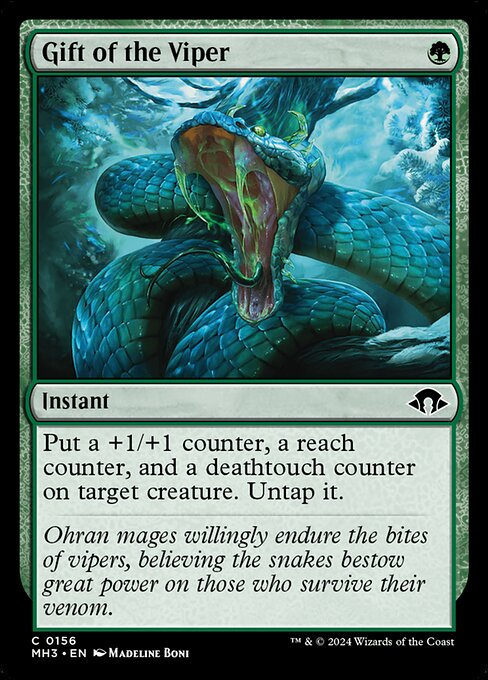 Gift of the Viper
Instant
Put a +1/+1 counter, a reach
counter, and a deathtouch counter
on target creature. Untap it.
Ohran mages willingly endure the bites
of vipers, believing the snakes bestow
great power on those who survive their
venom.
C 0156
MH3 • EN Madeline Boni
™ & © 2024 Wizards of the Coast